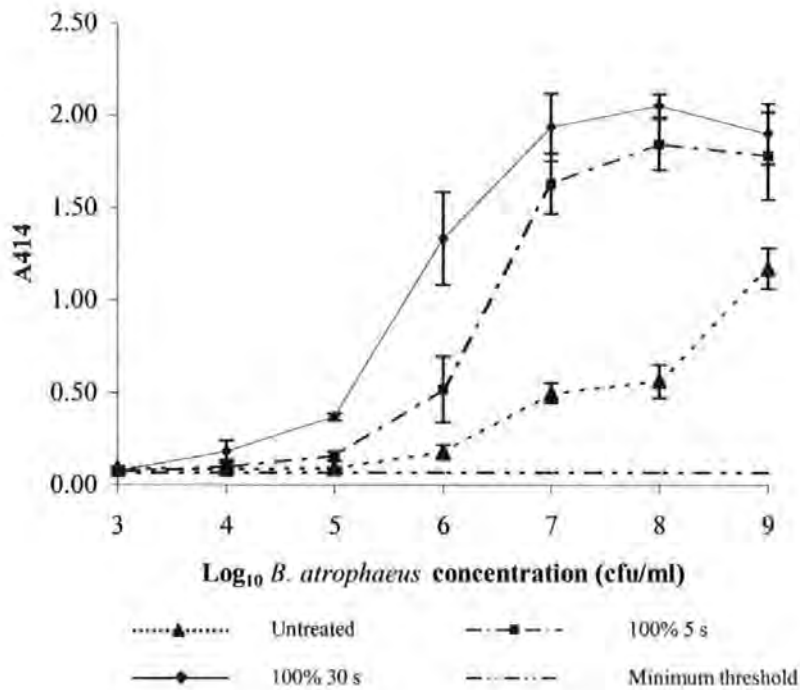 2.50
2.00
1.50
1.00
0.50
0.00
A414
3 4 5 6 7 8 9
Log₁₀ B. atrophaeus concentration (cfu/ml)
Untreated 100% 5 s
100% 30 s Minimum threshold